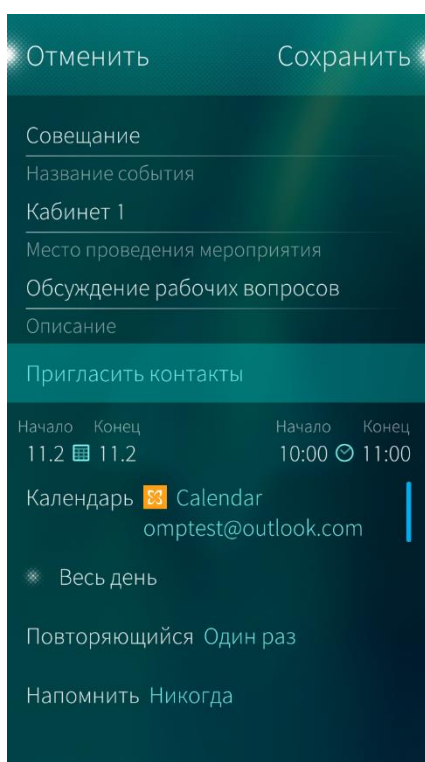 Отменить Сохранить
Совещание
Название события
Кабинет 1
Место проведения мероприятия
Обсуждение рабочих вопросов
Описание
Пригласить контакты
Начало Конец Начало Конец
11.2 11.2 10:00 11:00
Календарь Calendar
omptest@outlook.com
Весь день
Повторяющийся Один раз
Напомнить Никогда